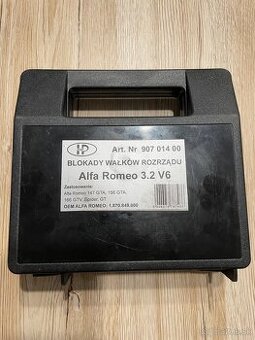 HP
Art. Nr 907 014 00
BLOKADY WAŁKÓW ROZRZĄDU
Alfa Romeo 3.2 V6
Zastosowanie:
Alfa Romeo 147 GTA, 156 GTA,
166 GTV, Spider, GT
OEM ALFA ROMEO: 1.870.849.000